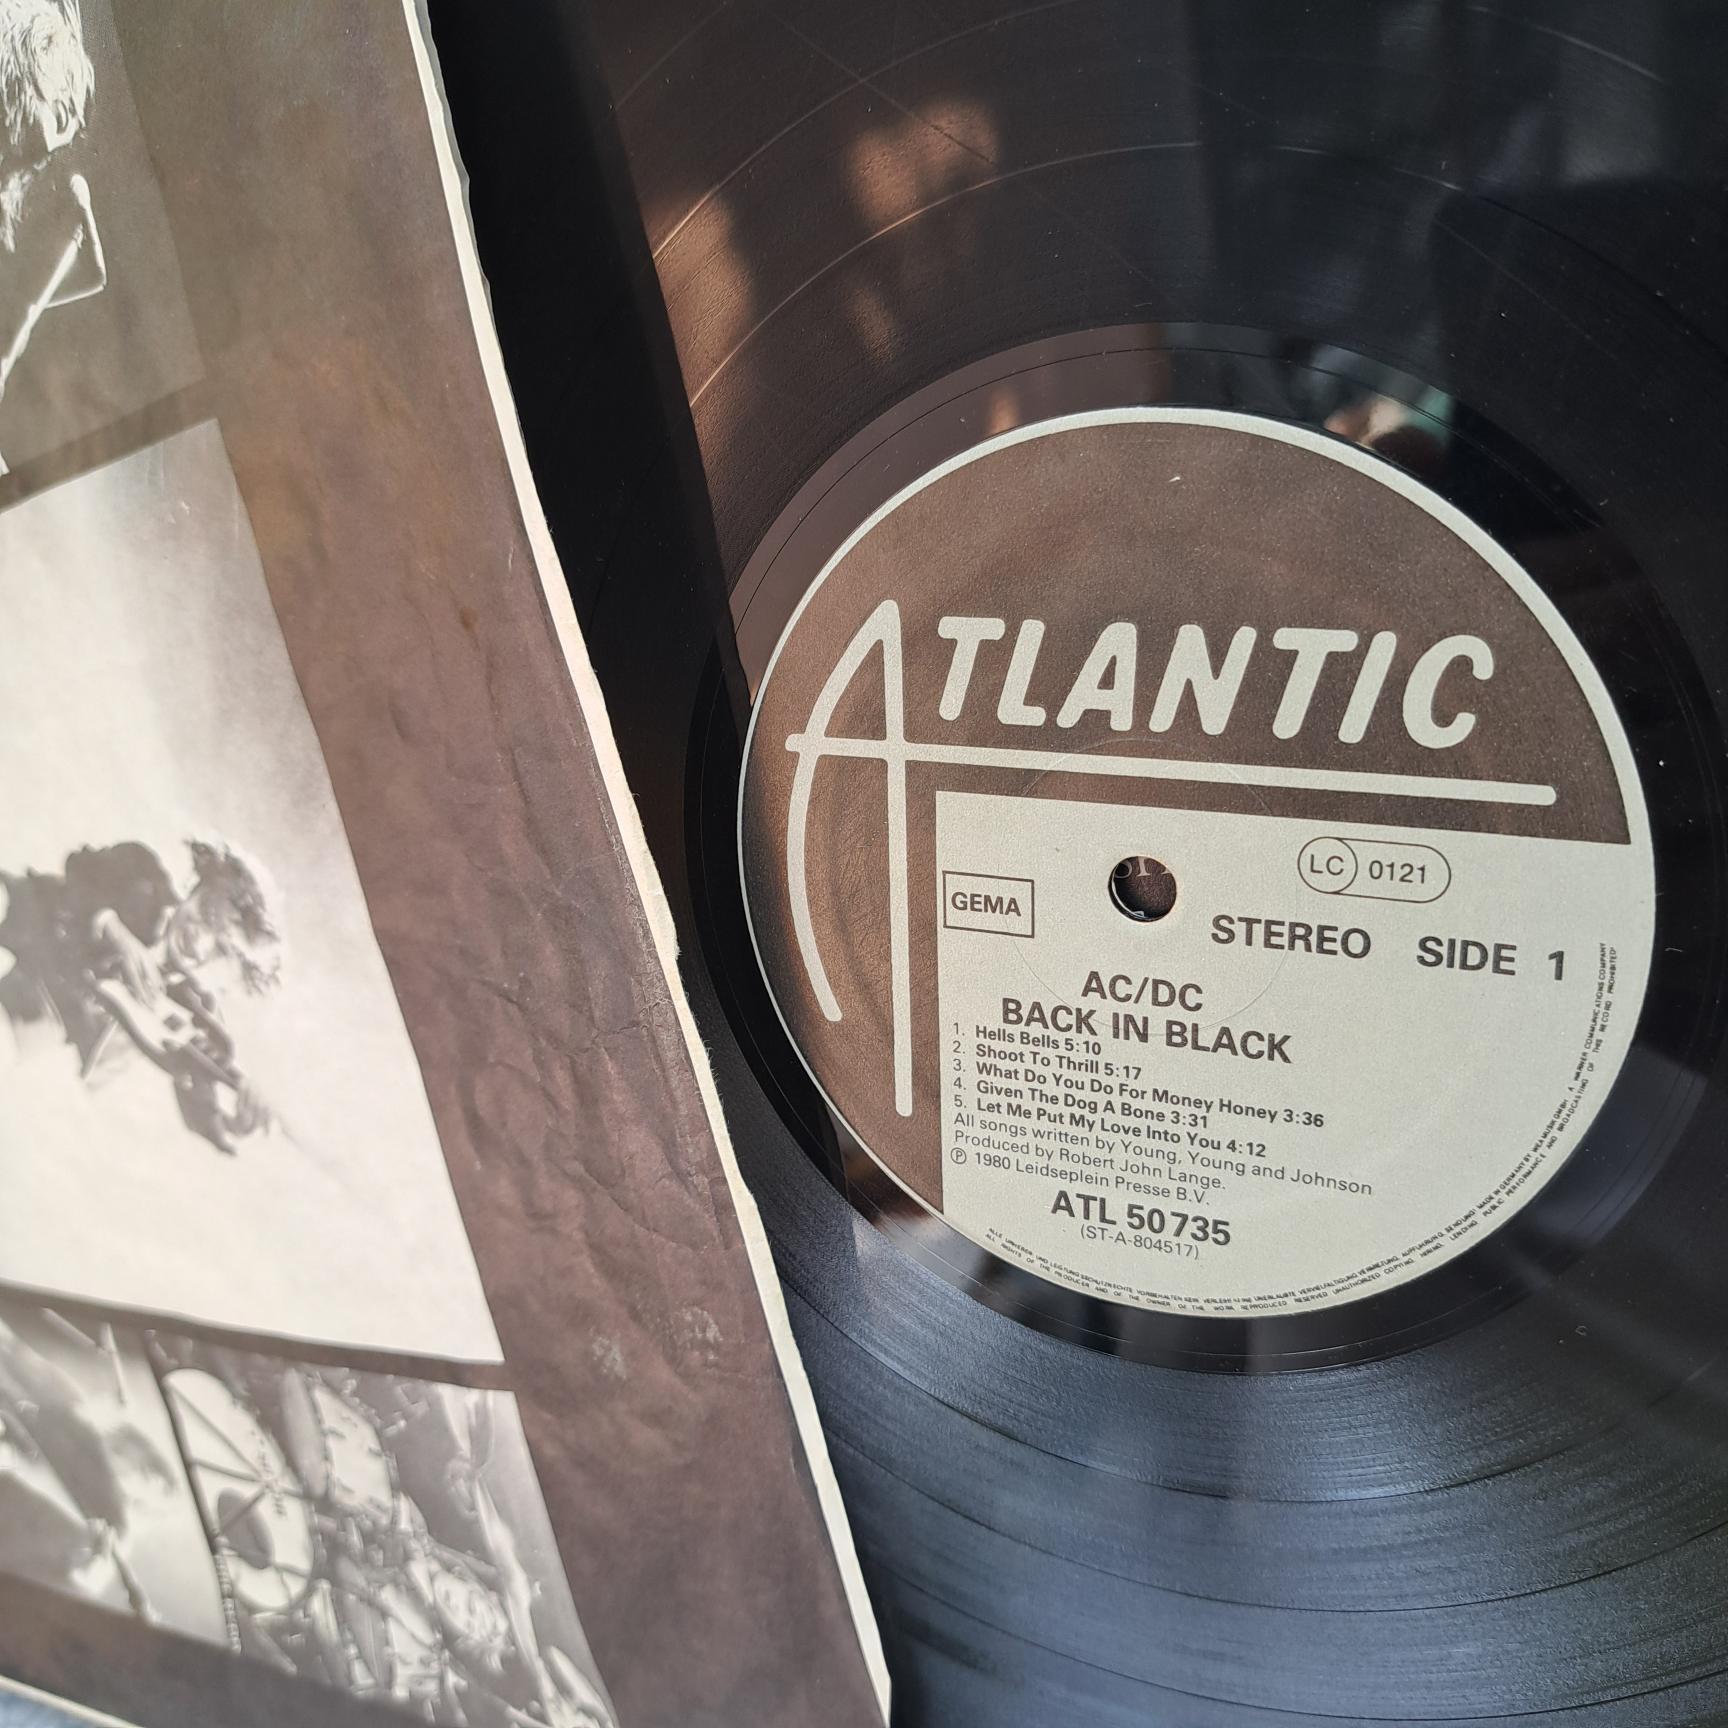 ATLANTIC
LC 0121
GEMA
STEREO SIDE 1
AC/DC
BACK IN BLACK
1. Hells Bells 5:10
2. Shoot To Thrill 5:17
3. What Do You Do For Money Honey 3:36
4. Given The Dog A Bone 3:31
5. Let Me Put My Love Into You 4:12
All songs written by Young, Young and Johnson
Produced by Robert John Lange.
℗ 1980 Leidseplein Presse B.V.
ATL 50735
(ST-A-804517)